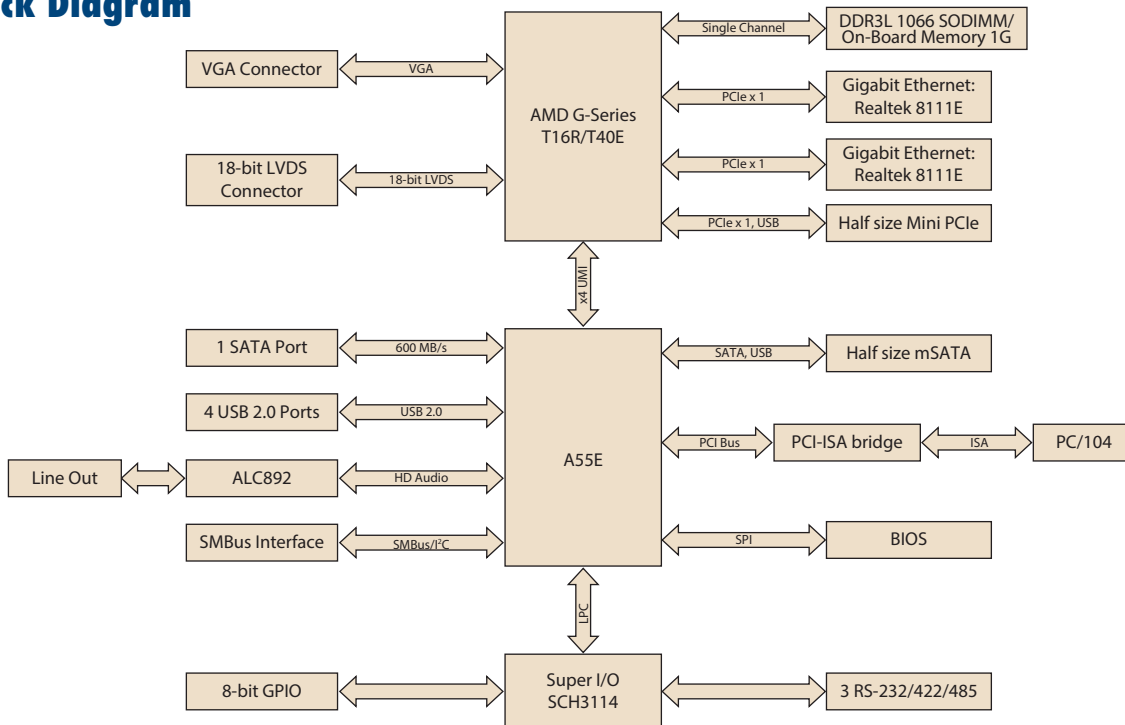 ck Diagram
Single Channel
DDR3L 1066 SODIMM/
On-Board Memory 1G
VGA Connector
VGA
AMD G-Series
T16R/T40E
PCIe x 1
Gigabit Ethernet:
Realtek 8111E
18-bit LVDS
Connector
18-bit LVDS
PCIe x 1
Gigabit Ethernet:
Realtek 8111E
PCIe x 1, USB
Half size Mini PCIe
x4 UMI
1 SATA Port
600 MB/s
SATA, USB
Half size mSATA
4 USB 2.0 Ports
USB 2.0
A55E
PCI Bus
PCI-ISA bridge
ISA
PC/104
Line Out
ALC892
HD Audio
SMBus Interface
SMBus/I²C
SPI
BIOS
LPC
8-bit GPIO
Super I/O
SCH3114
3 RS-232/422/485